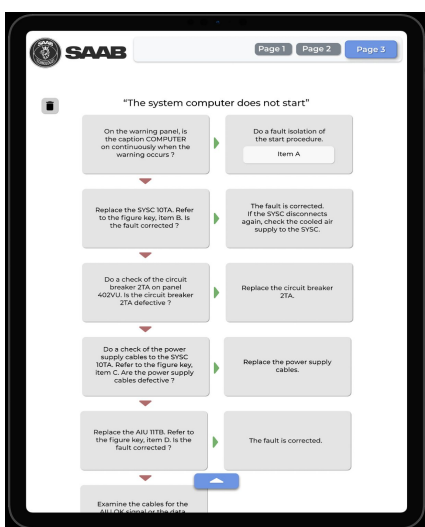 SAAB
SAAB
Page 1
Page 2
Page 3
“The system computer does not start”
On the warning panel, is
the caption COMPUTER
on continuously when the
warning occurs ?
Do a fault isolation of
the start procedure.
Item A
Replace the SYSC 10TA. Refer
to the figure key, item B. Is
the fault corrected ?
The fault is corrected.
If the SYSC disconnects
again, check the cooled air
supply to the SYSC.
Do a check of the circuit
breaker 2TA on panel
402VU. Is the circuit breaker
2TA defective ?
Replace the circuit breaker
2TA.
Do a check of the power
supply cables to the SYSC
10TA. Refer to the figure key,
item C. Are the power supply
cables defective ?
Replace the power supply
cables.
Replace the AIU 11TB. Refer to
the figure key, item D. Is the
fault corrected ?
The fault is corrected.
Examine the cables for the
AIU OK signal or the data